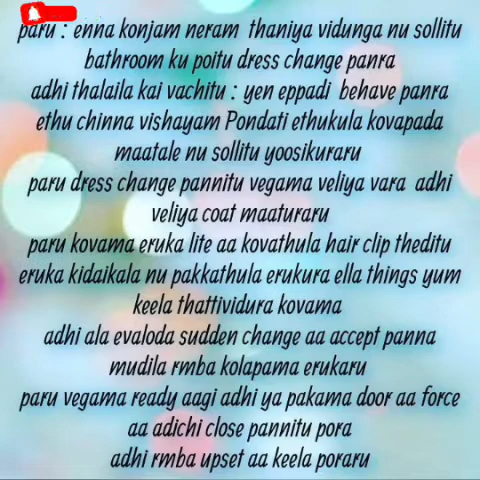 paru : enna konjam neram thaniya vidunga nu sollitu
bathroom ku poitu dress change panra
adhi thalaila kai vachitu : yen eppadi behave panra
ethu chinna vishayam Pondati ethukula kovapada
maatale nu sollitu yoosikuraru
paru dress change pannitu vegama veliya vara adhi
veliya coat maaturaru
paru kovama eruka lite aa kovathula hair clip theditu
eruka kidaikala nu pakkathula erukura ella things yum
keela thattividura kovama
adhi ala evaloda sudden change aa accept panna
mudila rmba kolapama erukaru
paru vegama ready aagi adhi ya pakama door aa force
aa adichi close pannitu pora
adhi rmba upset aa keela poraru